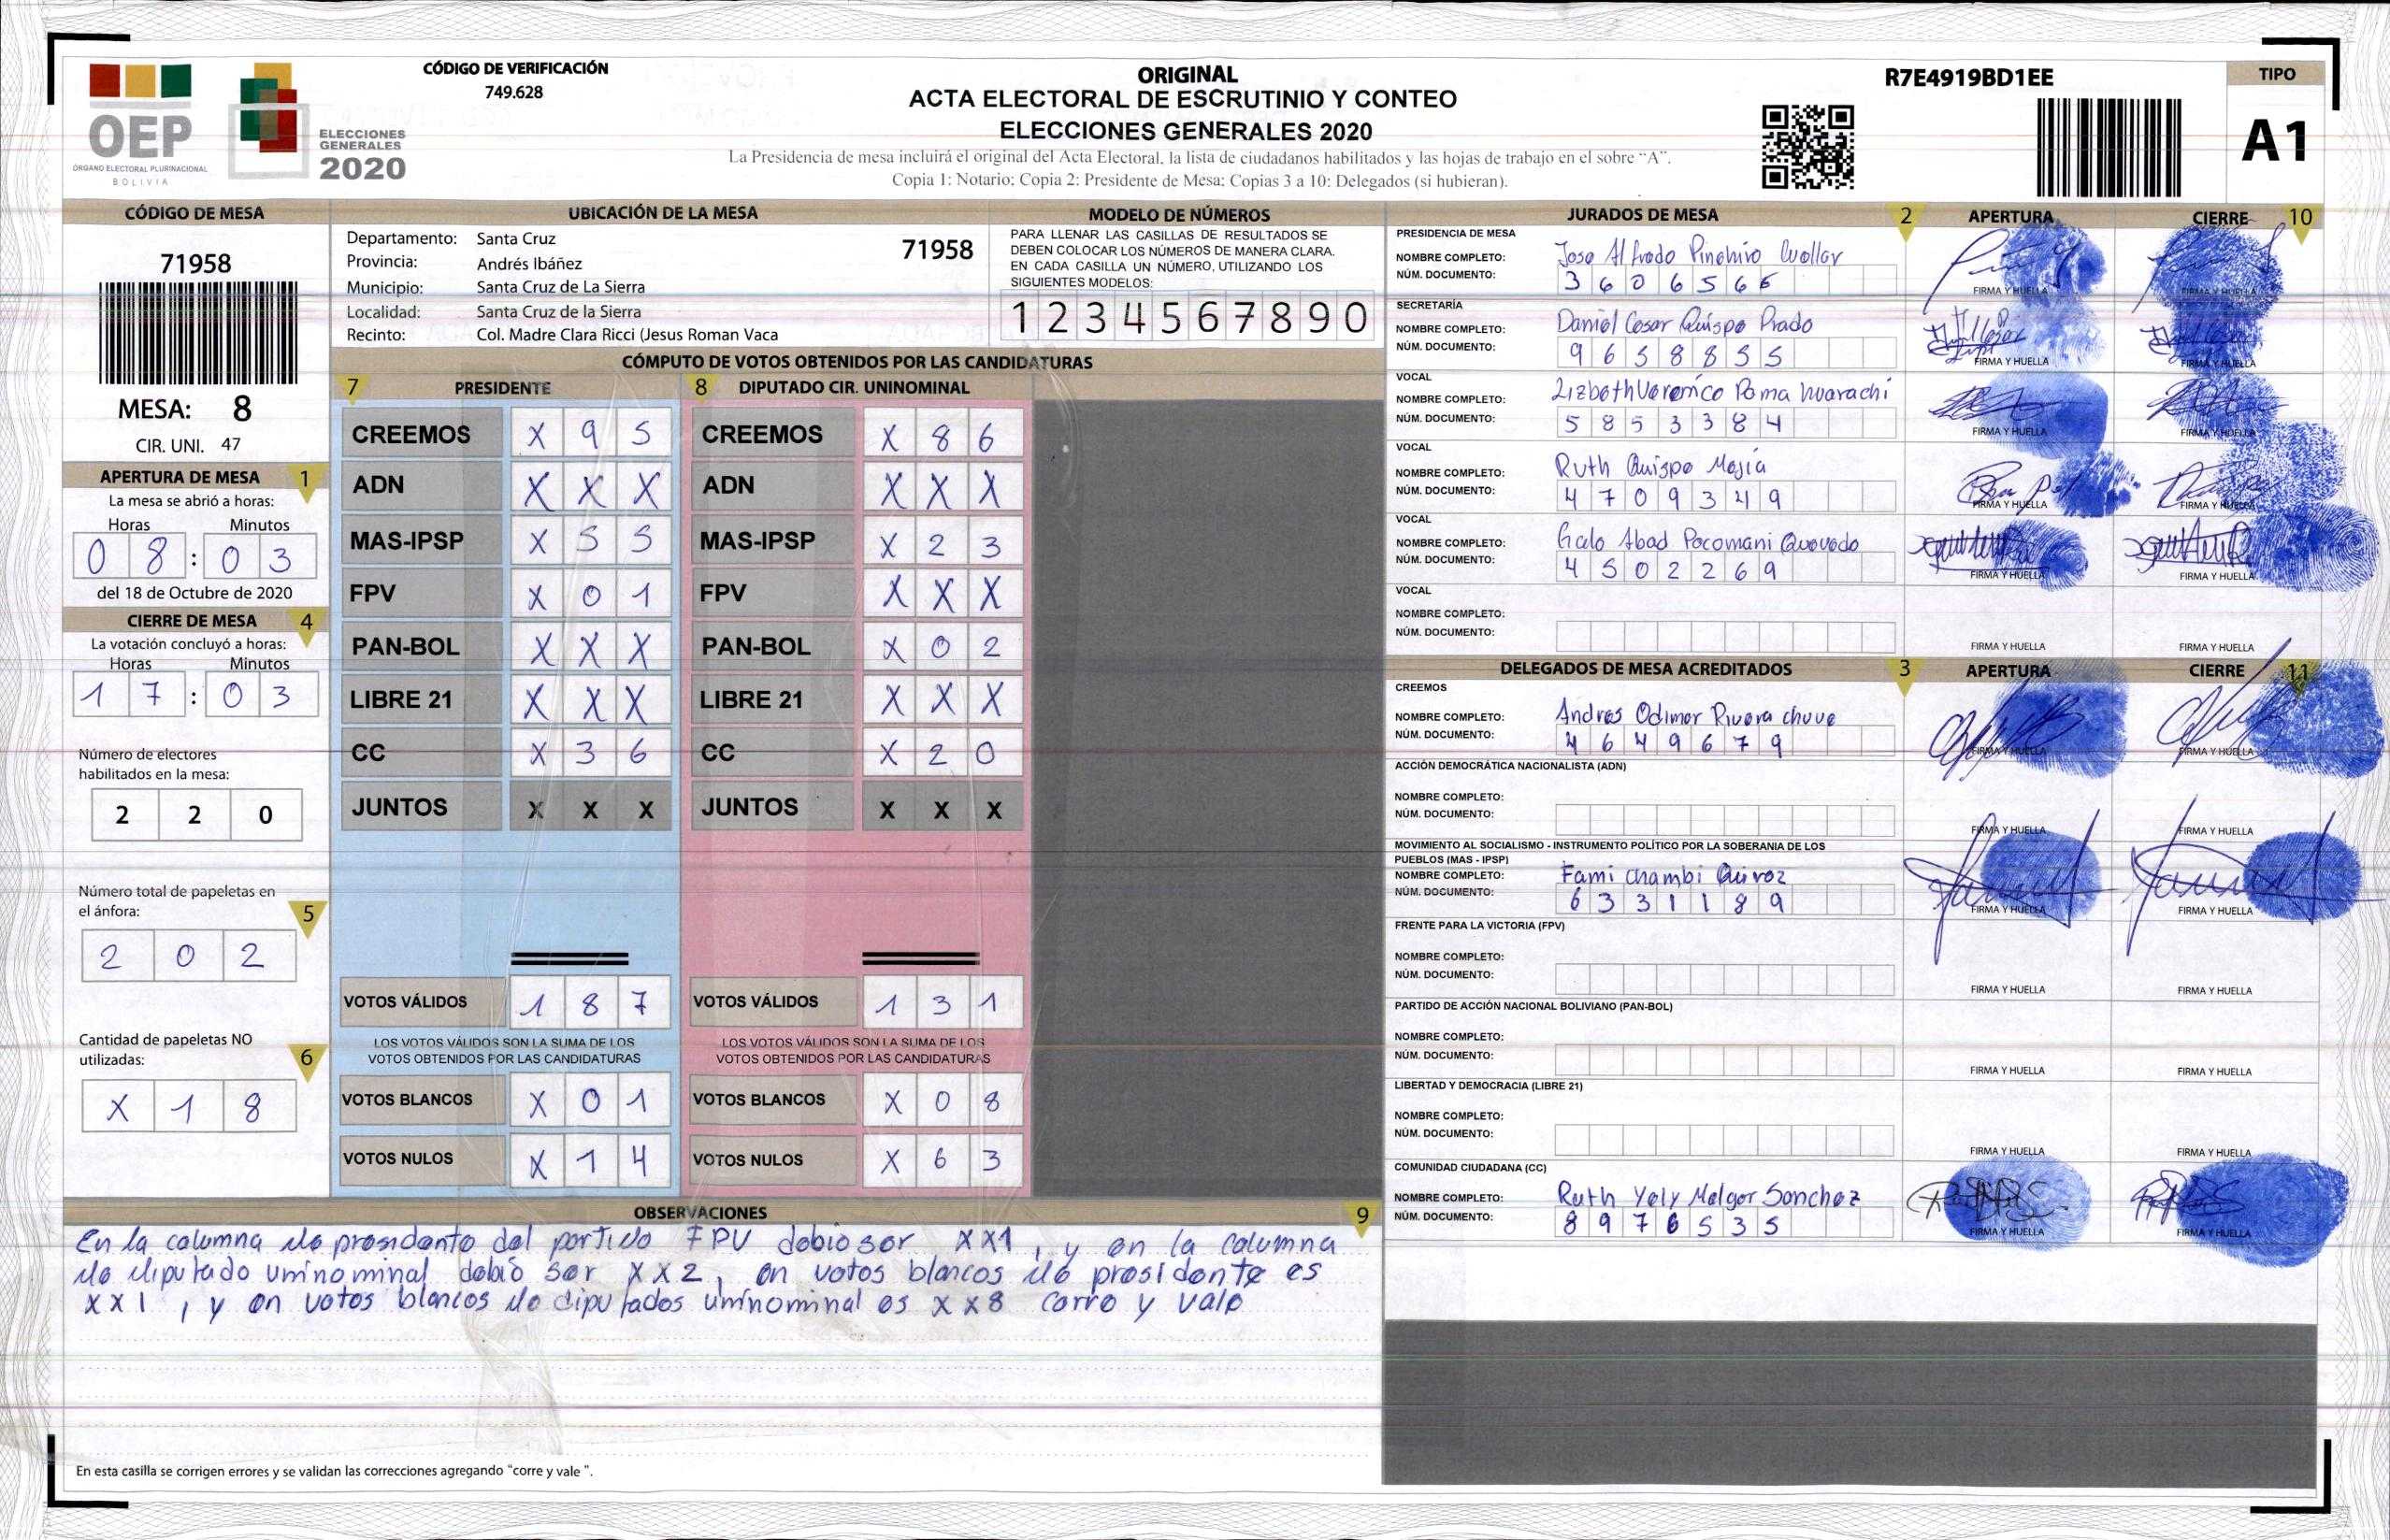 CÓDIGO DE VERIFICACIÓN
749.628
OEP
ÓRGANO ELECTORAL PLURINACIONAL
BOLIVIA
ELECCIONES
GENERALES
2020
ORIGINAL
ACTA ELECTORAL DE ESCRUTINIO Y CONTEO
ELECCIONES GENERALES 2020
La Presidencia de mesa incluirá el original del Acta Electoral, la lista de ciudadanos habilitados y las hojas de trabajo en el sobre “A”.
Copia 1: Notario; Copia 2: Presidente de Mesa; Copias 3 a 10: Delegados (si hubieran).
R7E4919BD1EE
TIPO
A1
CÓDIGO DE MESA
71958
MESA: 8
CIR. UNI. 47
APERTURA DE MESA 1
La mesa se abrió a horas:
Horas Minutos
0 8 : 0 3
del 18 de Octubre de 2020
CIERRE DE MESA 4
La votación concluyó a horas:
Horas Minutos
1 7 : 0 3
Número de electores
habilitados en la mesa:
2 2 0
Número total de papeletas en
el ánfora: 5
2 0 2
Cantidad de papeletas NO
utilizadas: 6
X 1 8
UBICACIÓN DE LA MESA
Departamento: Santa Cruz 71958
Provincia: Andrés Ibáñez
Municipio: Santa Cruz de La Sierra
Localidad: Santa Cruz de la Sierra
Recinto: Col. Madre Clara Ricci (Jesus Roman Vaca
MODELO DE NÚMEROS
PARA LLENAR LAS CASILLAS DE RESULTADOS SE
DEBEN COLOCAR LOS NÚMEROS DE MANERA CLARA.
EN CADA CASILLA UN NÚMERO, UTILIZANDO LOS
SIGUIENTES MODELOS:
1 2 3 4 5 6 7 8 9 0
CÓMPUTO DE VOTOS OBTENIDOS POR LAS CANDIDATURAS
7 PRESIDENTE 8 DIPUTADO CIR. UNINOMINAL
CREEMOS X 9 5 CREEMOS X 8 6
ADN X X X ADN X X X
MAS-IPSP X 5 5 MAS-IPSP X 2 3
FPV X 0 1 FPV X X X
PAN-BOL X X X PAN-BOL X 0 2
LIBRE 21 X X X LIBRE 21 X X X
CC X 3 6 CC X 2 0
JUNTOS X X X JUNTOS X X X
VOTOS VÁLIDOS 1 8 7 VOTOS VÁLIDOS 1 3 1
LOS VOTOS VÁLIDOS SON LA SUMA DE LOS LOS VOTOS VÁLIDOS SON LA SUMA DE LOS
VOTOS OBTENIDOS POR LAS CANDIDATURAS VOTOS OBTENIDOS POR LAS CANDIDATURAS
VOTOS BLANCOS X 0 1 VOTOS BLANCOS X 0 8
VOTOS NULOS X 1 4 VOTOS NULOS X 6 3
OBSERVACIONES 9
En la columna de presidente del partido FPV debio ser XX1, y en la columna
de diputado uninominal debió ser XX2, en votos blancos de presidente es
XX1, y en votos blancos de diputados uninominal es XX8 corre y vale
En esta casilla se corrigen errores y se validan las correcciones agregando “corre y vale ”.
JURADOS DE MESA 2 APERTURA CIERRE 10
PRESIDENCIA DE MESA
NOMBRE COMPLETO: Jose Alfredo Pinehiro Cuellar
NÚM. DOCUMENTO: 3 6 0 6 5 6 6
FIRMA Y HUELLA FIRMA Y HUELLA
SECRETARÍA
NOMBRE COMPLETO: Daniel Cesar Quispe Prado
NÚM. DOCUMENTO: 9 6 5 8 8 5 5
FIRMA Y HUELLA FIRMA Y HUELLA
VOCAL
NOMBRE COMPLETO: Lizbeth Veronica Poma huarachi
NÚM. DOCUMENTO: 5 8 5 3 3 8 4
FIRMA Y HUELLA FIRMA Y HUELLA
VOCAL
NOMBRE COMPLETO: Ruth Quispe Mejía
NÚM. DOCUMENTO: 4 7 0 9 3 4 9
FIRMA Y HUELLA FIRMA Y HUELLA
VOCAL
NOMBRE COMPLETO: Galo Abad Pocomani Quevedo
NÚM. DOCUMENTO: 4 5 0 2 2 6 9
FIRMA Y HUELLA FIRMA Y HUELLA
VOCAL
NOMBRE COMPLETO:
NÚM. DOCUMENTO:
FIRMA Y HUELLA FIRMA Y HUELLA
DELEGADOS DE MESA ACREDITADOS 3 APERTURA CIERRE 11
CREEMOS
NOMBRE COMPLETO: Andres Odimar Rivera chuve
NÚM. DOCUMENTO: 4 6 4 9 6 7 9
FIRMA Y HUELLA FIRMA Y HUELLA
ACCIÓN DEMOCRÁTICA NACIONALISTA (ADN)
NOMBRE COMPLETO:
NÚM. DOCUMENTO:
FIRMA Y HUELLA FIRMA Y HUELLA
MOVIMIENTO AL SOCIALISMO - INSTRUMENTO POLÍTICO POR LA SOBERANIA DE LOS
PUEBLOS (MAS - IPSP)
NOMBRE COMPLETO: Fami chambi Quiroz
NÚM. DOCUMENTO: 6 3 3 1 1 8 9
FIRMA Y HUELLA FIRMA Y HUELLA
FRENTE PARA LA VICTORIA (FPV)
NOMBRE COMPLETO:
NÚM. DOCUMENTO:
FIRMA Y HUELLA FIRMA Y HUELLA
PARTIDO DE ACCIÓN NACIONAL BOLIVIANO (PAN-BOL)
NOMBRE COMPLETO:
NÚM. DOCUMENTO:
FIRMA Y HUELLA FIRMA Y HUELLA
LIBERTAD Y DEMOCRACIA (LIBRE 21)
NOMBRE COMPLETO:
NÚM. DOCUMENTO:
FIRMA Y HUELLA FIRMA Y HUELLA
COMUNIDAD CIUDADANA (CC)
NOMBRE COMPLETO: Ruth Yely Melgar Sanchez
NÚM. DOCUMENTO: 8 9 7 6 5 3 5
FIRMA Y HUELLA FIRMA Y HUELLA